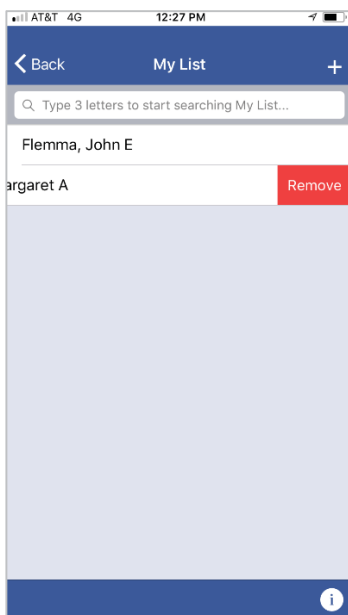 AT&T 4G 12:27 PM
Back My List +
Type 3 letters to start searching My List...
Flemma, John E
argaret A Remove
i